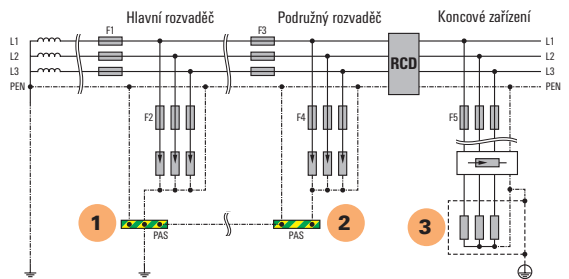 Hlavní rozvaděč
Podružný rozvaděč
Koncové zařízení
F1
F3
L1
L1
L2
L2
L3
L3
RCD
PEN
PEN
F2
F4
F5
1
PAS
PAS
2
3